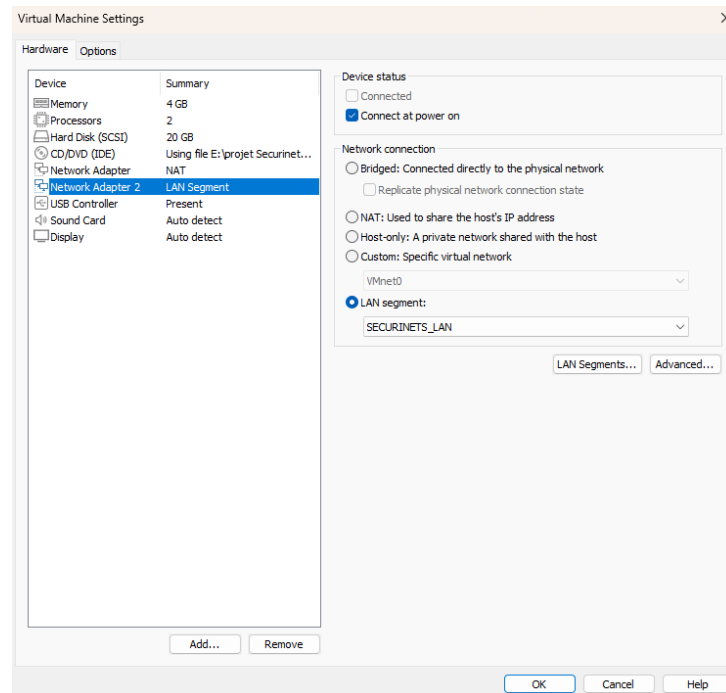 Virtual Machine Settings
Hardware Options
Device Summary
Memory 4 GB
Processors 2
Hard Disk (SCSI) 20 GB
CD/DVD (IDE) Using file E:\projet Securinet...
Network Adapter NAT
Network Adapter 2 LAN Segment
USB Controller Present
Sound Card Auto detect
Display Auto detect
Add... Remove
Device status
Connected
Connect at power on
Network connection
Bridged: Connected directly to the physical network
Replicate physical network connection state
NAT: Used to share the host's IP address
Host-only: A private network shared with the host
Custom: Specific virtual network
VMnet0
LAN segment:
SECURINETS_LAN
LAN Segments... Advanced...
OK Cancel Help